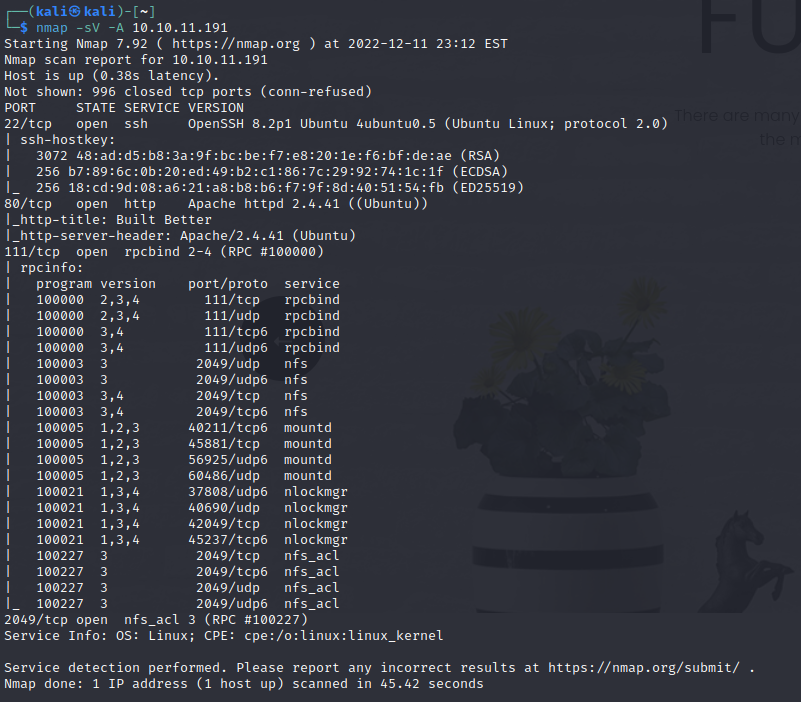 ┌──(kali㉿kali)-[~]
└─$ nmap -sV -A 10.10.11.191
Starting Nmap 7.92 ( https://nmap.org ) at 2022-12-11 23:12 EST
Nmap scan report for 10.10.11.191
Host is up (0.38s latency).
Not shown: 996 closed tcp ports (conn-refused)
PORT     STATE SERVICE VERSION
22/tcp   open  ssh     OpenSSH 8.2p1 Ubuntu 4ubuntu0.5 (Ubuntu Linux; protocol 2.0)
| ssh-hostkey:
|   3072 48:ad:d5:b8:3a:9f:bc:be:f7:e8:20:1e:f6:bf:de:ae (RSA)
|   256 b7:89:6c:0b:20:ed:49:b2:c1:86:7c:29:92:74:1c:1f (ECDSA)
|_  256 18:cd:9d:08:a6:21:a8:b8:b6:f7:9f:8d:40:51:54:fb (ED25519)
80/tcp   open  http    Apache httpd 2.4.41 ((Ubuntu))
|_http-title: Built Better
|_http-server-header: Apache/2.4.41 (Ubuntu)
111/tcp  open  rpcbind 2-4 (RPC #100000)
| rpcinfo:
|   program version    port/proto  service
|   100000  2,3,4        111/tcp   rpcbind
|   100000  2,3,4        111/udp   rpcbind
|   100000  3,4          111/tcp6  rpcbind
|   100000  3,4          111/udp6  rpcbind
|   100003  3           2049/udp   nfs
|   100003  3           2049/udp6  nfs
|   100003  3,4         2049/tcp   nfs
|   100003  3,4         2049/tcp6  nfs
|   100005  1,2,3      40211/tcp6  mountd
|   100005  1,2,3      45881/tcp   mountd
|   100005  1,2,3      56925/udp6  mountd
|   100005  1,2,3      60486/udp   mountd
|   100021  1,3,4      37808/udp6  nlockmgr
|   100021  1,3,4      40690/udp   nlockmgr
|   100021  1,3,4      42049/tcp   nlockmgr
|   100021  1,3,4      45237/tcp6  nlockmgr
|   100227  3           2049/tcp   nfs_acl
|   100227  3           2049/tcp6  nfs_acl
|   100227  3           2049/udp   nfs_acl
|_  100227  3           2049/udp6  nfs_acl
2049/tcp open  nfs_acl 3 (RPC #100227)
Service Info: OS: Linux; CPE: cpe:/o:linux:linux_kernel
Service detection performed. Please report any incorrect results at https://nmap.org/submit/ .
Nmap done: 1 IP address (1 host up) scanned in 45.42 seconds
FU
There are many
the n